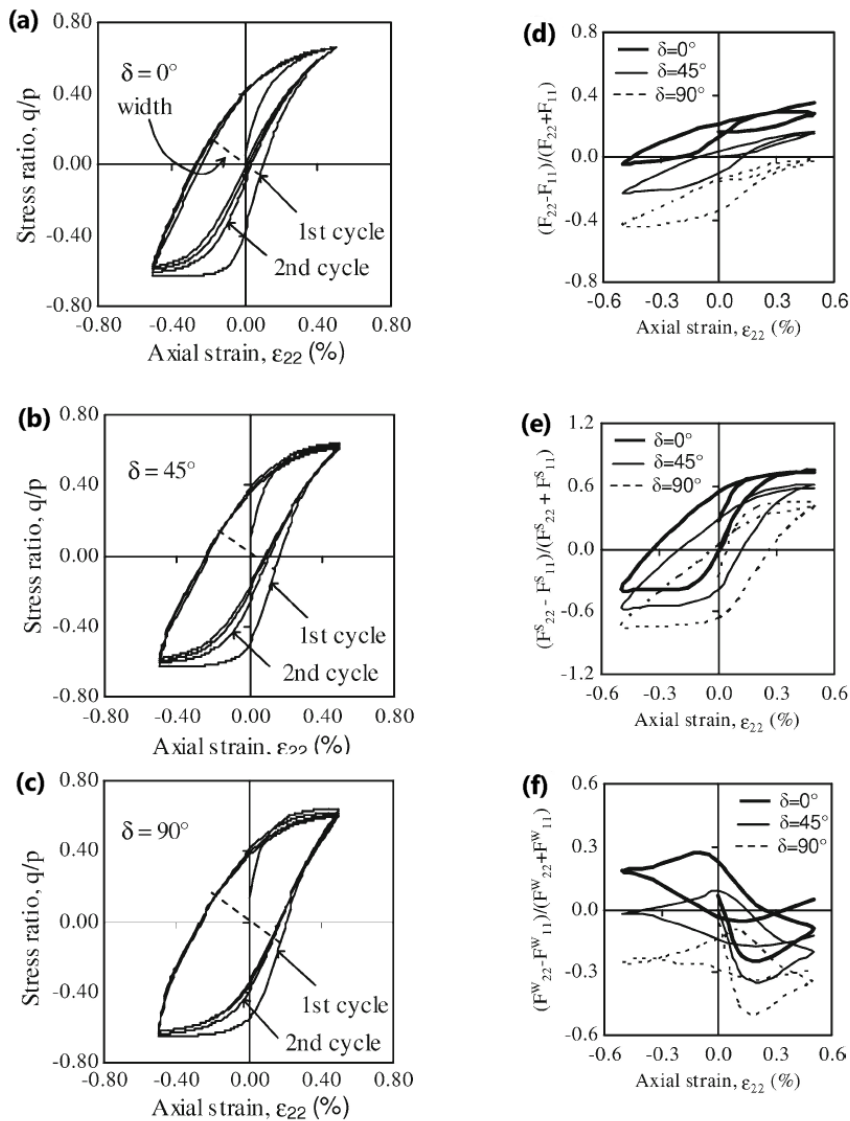 (a)
0.80
0.40
0.00
-0.40
-0.80
Stress ratio, q/p
δ = 0°
width
1st cycle
2nd cycle
-0.80 -0.40 0.00 0.40 0.80
Axial strain, ε22 (%)
(b)
0.80
0.40
0.00
-0.40
-0.80
Stress ratio, q/p
δ = 45°
1st cycle
2nd cycle
-0.80 -0.40 0.00 0.40 0.80
Axial strain, ε22 (%)
(c)
0.80
0.40
0.00
-0.40
-0.80
Stress ratio, q/p
δ = 90°
1st cycle
2nd cycle
-0.80 -0.40 0.00 0.40 0.80
Axial strain, ε22 (%)
(d)
0.8
0.4
0.0
-0.4
0.8
(F22-F11)/(F22+F11)
δ=0°
δ=45°
δ=90°
-0.6 -0.3 0.0 0.3 0.6
Axial strain, ε22 (%)
(e)
1.2
0.6
0.0
-0.6
-1.2
(F^S22 - F^S11)/(F^S22 + F^S11)
δ=0°
δ=45°
δ=90°
-0.6 -0.3 0.0 0.3 0.6
Axial strain, ε22 (%)
(f)
0.6
0.3
0.0
-0.3
-0.6
(F^W22-F^W11)/(F^W22+F^W11)
δ=0°
δ=45°
δ=90°
-0.6 -0.3 0.0 0.3 0.6
Axial strain, ε22 (%)